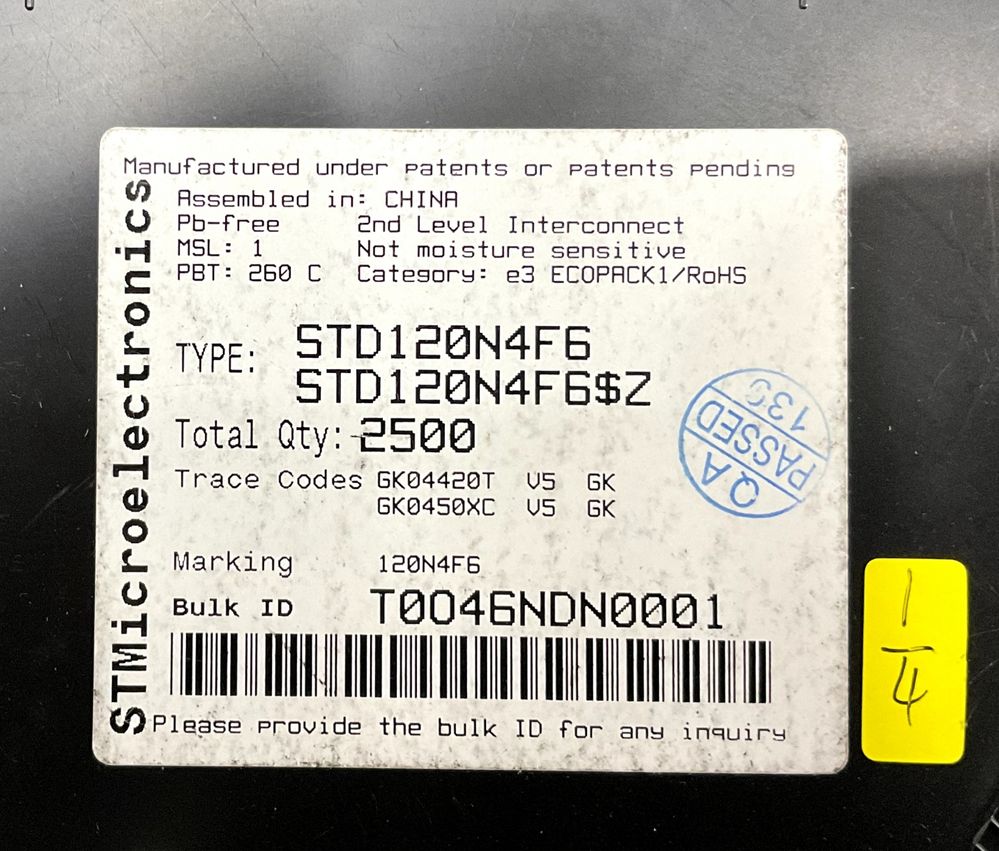 Manufactured under patents or patents pending
STMicroelectronics
Assembled in: CHINA
Pb-free 2nd Level Interconnect
MSL: 1 Not moisture sensitive
PBT: 260 C Category: e3 ECOPACK1/RoHS
TYPE: STD120N4F6
STD120N4F6$Z
Total Qty: 2500
Trace Codes GK04420T V5 GK
GK0450XC V5 GK
QA
PASSED
Marking 120N4F6
Bulk ID T0046NDN0001
Please provide the bulk ID for any inquiry
1
4